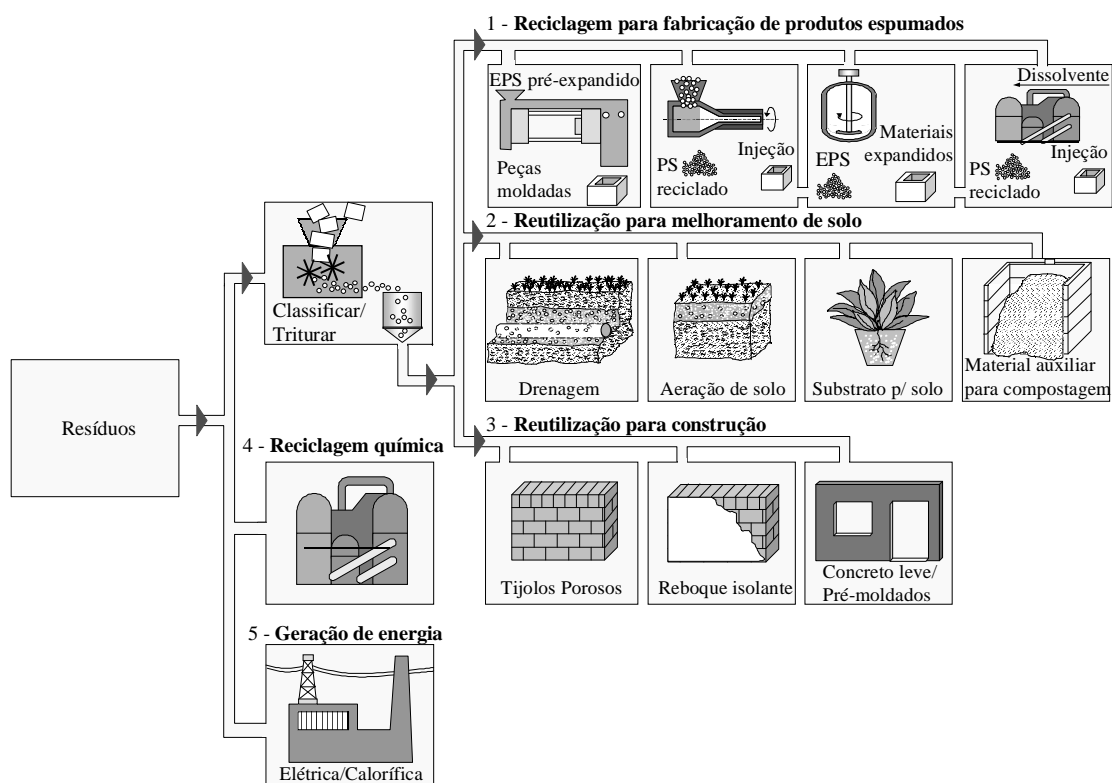 1 - Reciclagem para fabricação de produtos espumados
EPS pré-expandido
Peças
moldadas
PS
reciclado
Injeção
EPS
Materiais
expandidos
Dissolvente
PS
reciclado
Injeção
2 - Reutilização para melhoramento de solo
Classificar/
Triturar
Drenagem
Aeração de solo
Substrato p/ solo
Material auxiliar
para compostagem
Resíduos
3 - Reutilização para construção
Tijolos Porosos
Reboque isolante
Concreto leve/
Pré-moldados
4 - Reciclagem química
5 - Geração de energia
Elétrica/Calorífica